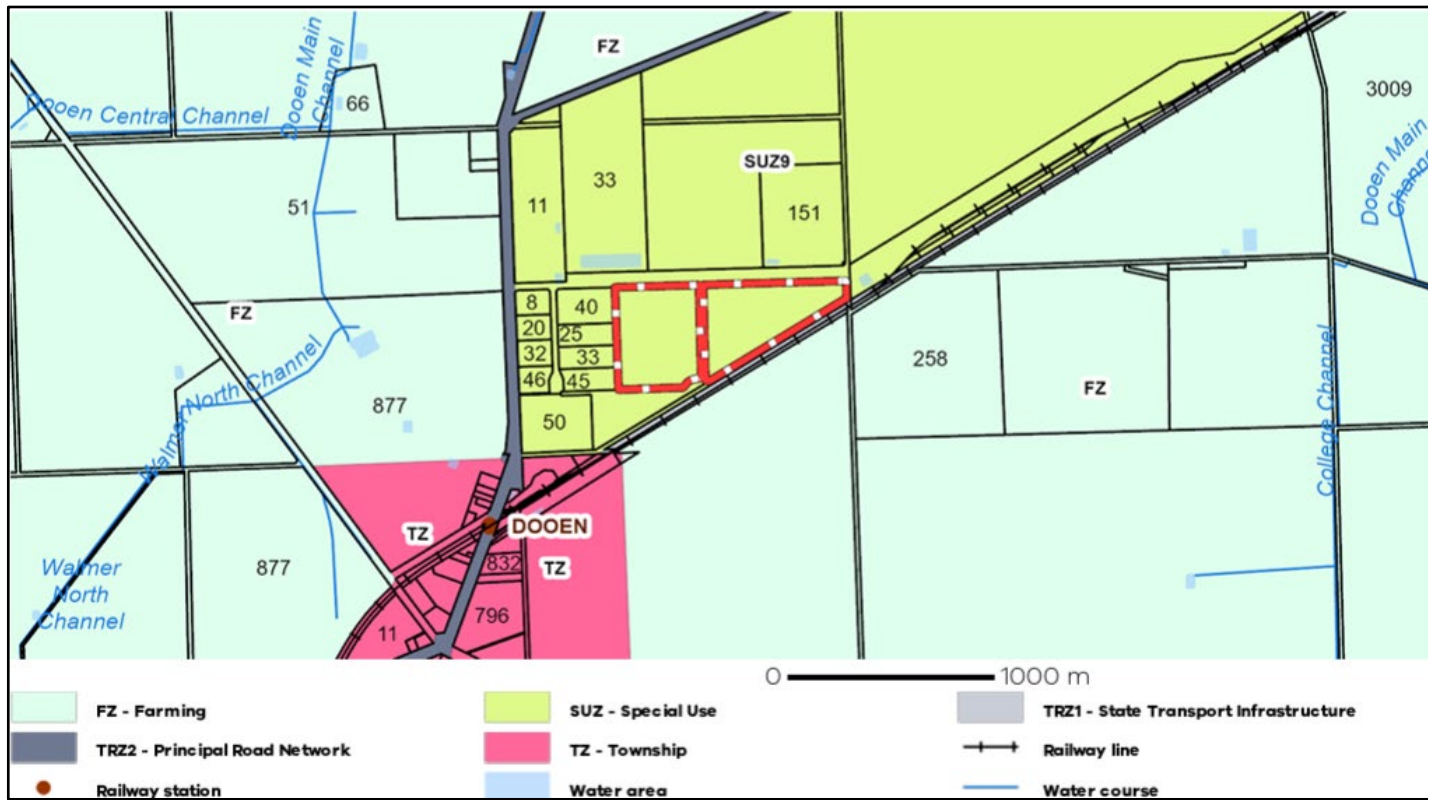 FZ
Dooen Main
Channel
Dooen Central Channel
66
3009
Dooen Main
Channel
SUZ9
33
11
151
51
FZ
8
40
20
25
32
33
46
45
50
258
FZ
Walmer North Channel
877
College Channel
TZ
DOOEN
832
TZ
Walmer
North
Channel
877
796
11
0 1000 m
FZ - Farming
SUZ - Special Use
TRZ1 - State Transport Infrastructure
TRZ2 - Principal Road Network
TZ - Township
Railway line
Railway station
Water area
Water course